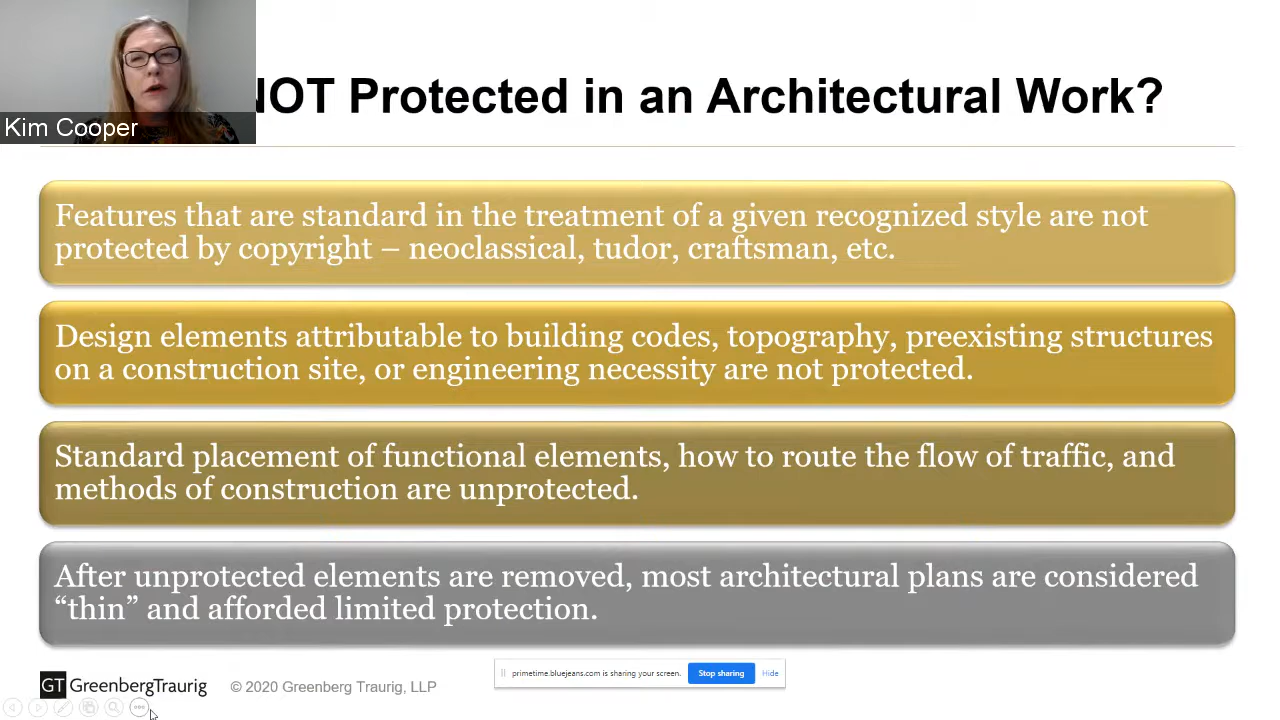 NOT Protected in an Architectural Work?
Kim Cooper
Features that are standard in the treatment of a given recognized style are not
protected by copyright – neoclassical, tudor, craftsman, etc.
Design elements attributable to building codes, topography, preexisting structures
on a construction site, or engineering necessity are not protected.
Standard placement of functional elements, how to route the flow of traffic, and
methods of construction are unprotected.
After unprotected elements are removed, most architectural plans are considered
“thin” and afforded limited protection.
primetime.bluejeans.com is sharing your screen. Stop sharing Hide
GT GreenbergTraurig © 2020 Greenberg Traurig, LLP